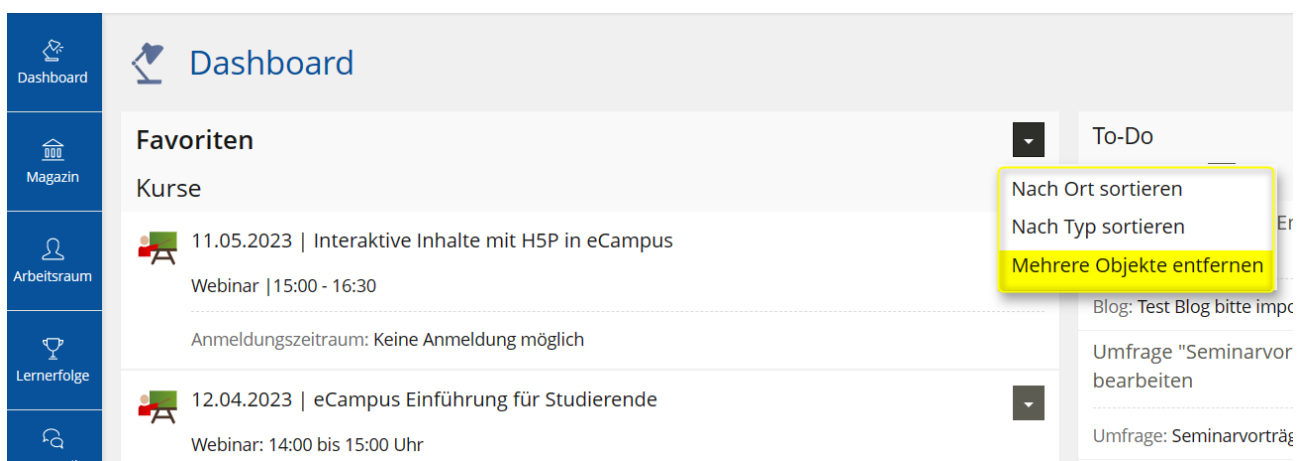 Dashboard
Magazin
Arbeitsraum
Lernerfolge
Dashboard
Favoriten
Kurse
11.05.2023 | Interaktive Inhalte mit H5P in eCampus
Webinar |15:00 - 16:30
Anmeldungszeitraum: Keine Anmeldung möglich
12.04.2023 | eCampus Einführung für Studierende
Webinar: 14:00 bis 15:00 Uhr
Nach Ort sortieren
Nach Typ sortieren
Mehrere Objekte entfernen
To-Do
Blog: Test Blog bitte
Umfrage "Seminarvor
bearbeiten
Umfrage: Seminarvorträg